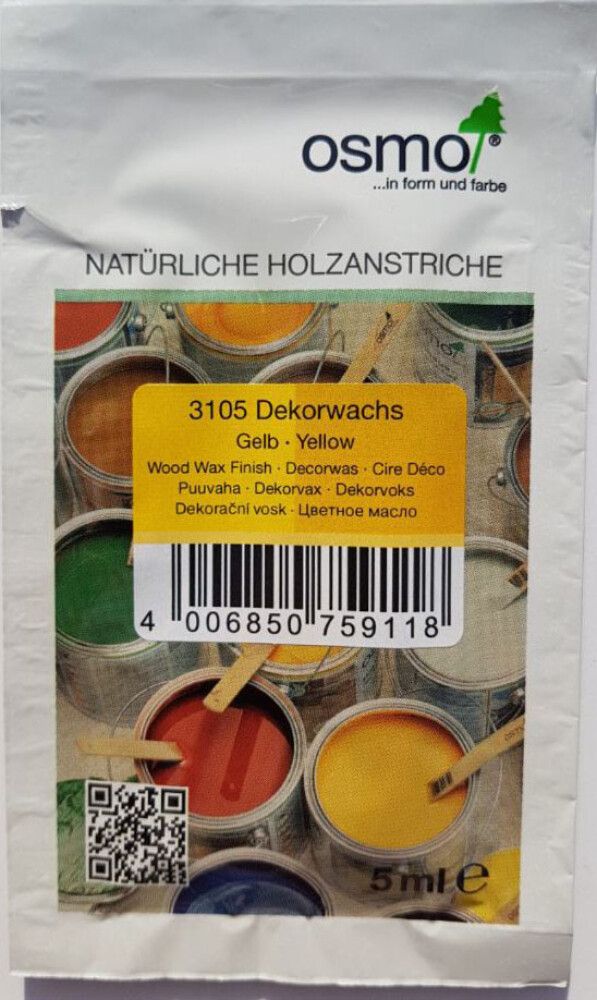 osmo®
...in form und farbe
NATÜRLICHE HOLZANSTRICHE
3105 Dekorwachs
Gelb · Yellow
Wood Wax Finish · Decorwas · Cire Déco
Puuvaha · Dekorvax · Dekorvoks
Dekorační vosk · Цветное масло
4 006850 759118
5 ml e